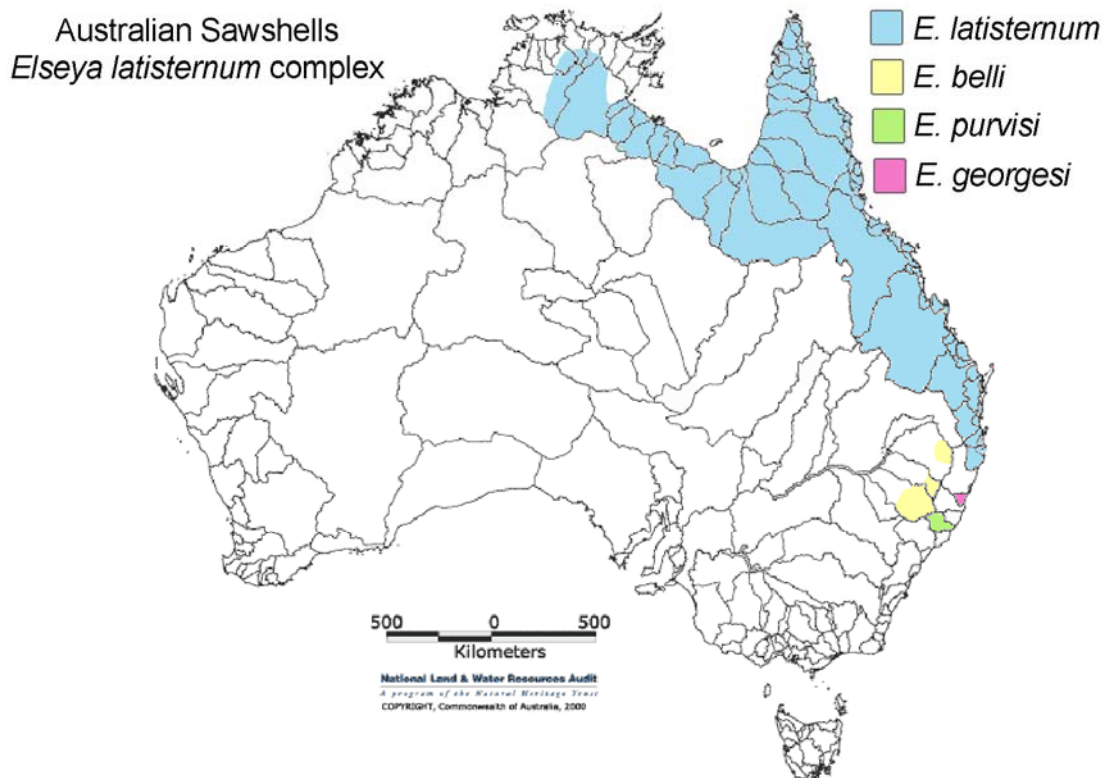 Australian Sawshells
Elseya latisternum complex
E. latisternum
E. belli
E. purvisi
E. georgesi
500 0 500
Kilometers
National Land & Water Resources Audit
A program of the Natural Heritage Trust
COPYRIGHT, Commonwealth of Australia, 2000